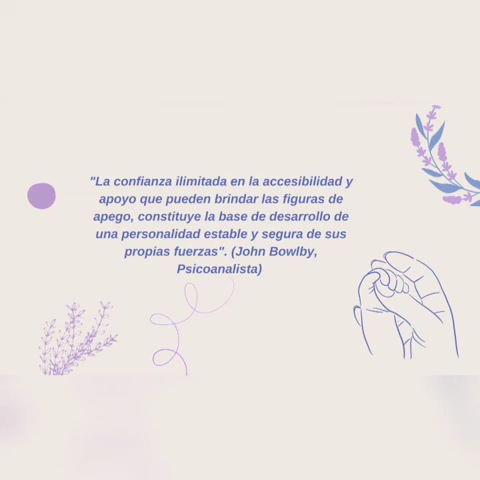 "La confianza ilimitada en la accesibilidad y
apoyo que pueden brindar las figuras de
apego, constituye la base de desarrollo de
una personalidad estable y segura de sus
propias fuerzas". (John Bowlby,
Psicoanalista)